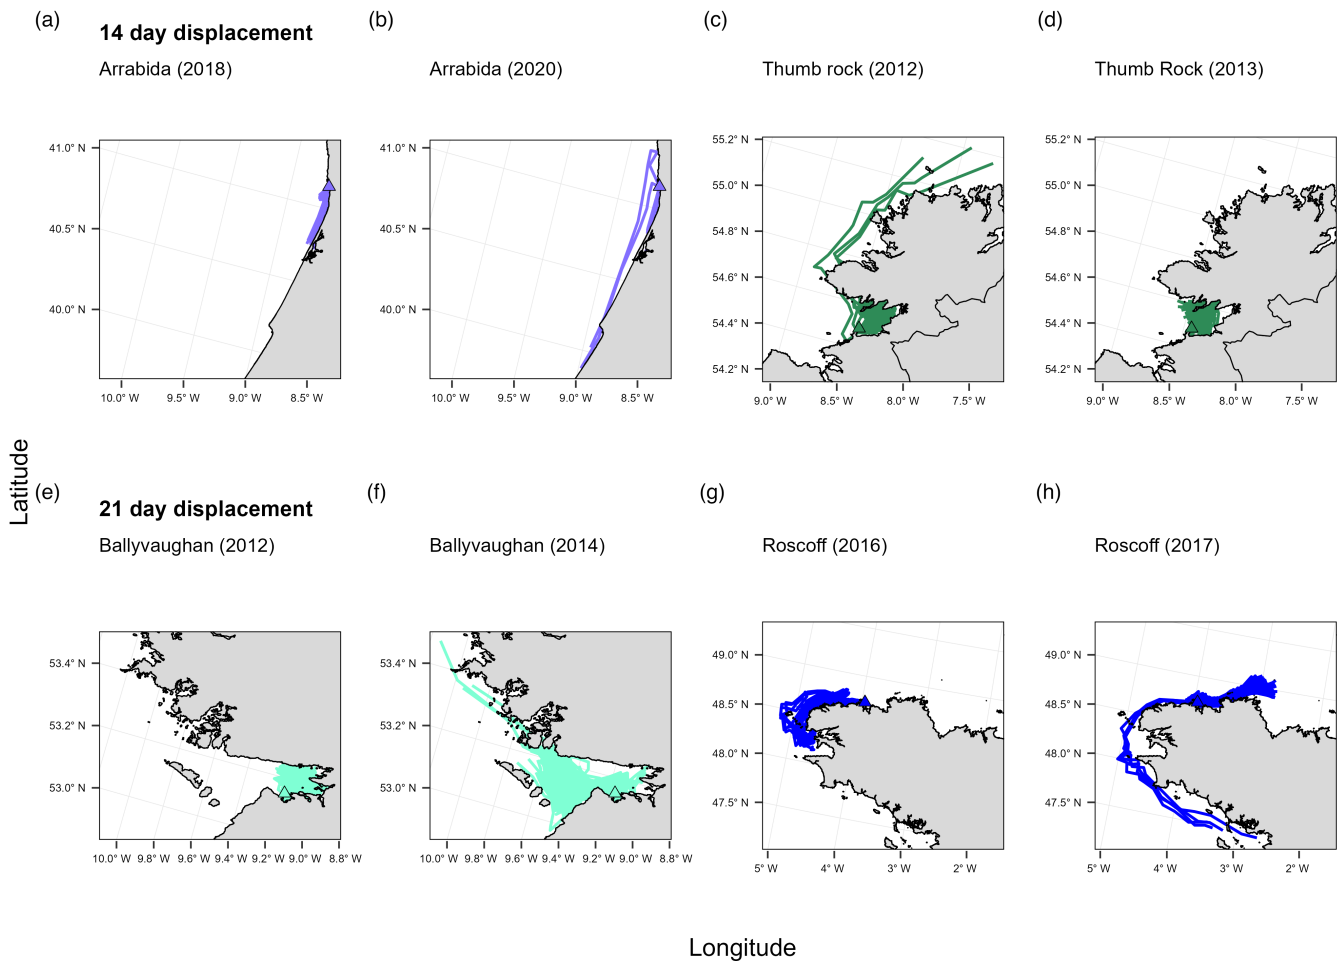 (a)
14 day displacement
Arrabida (2018)
41.0° N
40.5° N
40.0° N
10.0° W 9.5° W 9.0° W 8.5° W
(b)
Arrabida (2020)
41.0° N
40.5° N
40.0° N
10.0° W 9.5° W 9.0° W 8.5° W
(c)
Thumb rock (2012)
55.2° N
55.0° N
54.8° N
54.6° N
54.4° N
54.2° N
9.0° W 8.5° W 8.0° W 7.5° W
(d)
Thumb Rock (2013)
55.2° N
55.0° N
54.8° N
54.6° N
54.4° N
54.2° N
9.0° W 8.5° W 8.0° W 7.5° W
Latitude
(e)
21 day displacement
Ballyvaughan (2012)
53.4° N
53.2° N
53.0° N
10.0° W 9.8° W 9.6° W 9.4° W 9.2° W 9.0° W 8.8° W
(f)
Ballyvaughan (2014)
53.4° N
53.2° N
53.0° N
10.0° W 9.8° W 9.6° W 9.4° W 9.2° W 9.0° W 8.8° W
(g)
Roscoff (2016)
49.0° N
48.5° N
48.0° N
47.5° N
5° W 4° W 3° W 2° W
(h)
Roscoff (2017)
49.0° N
48.5° N
48.0° N
47.5° N
5° W 4° W 3° W 2° W
Longitude